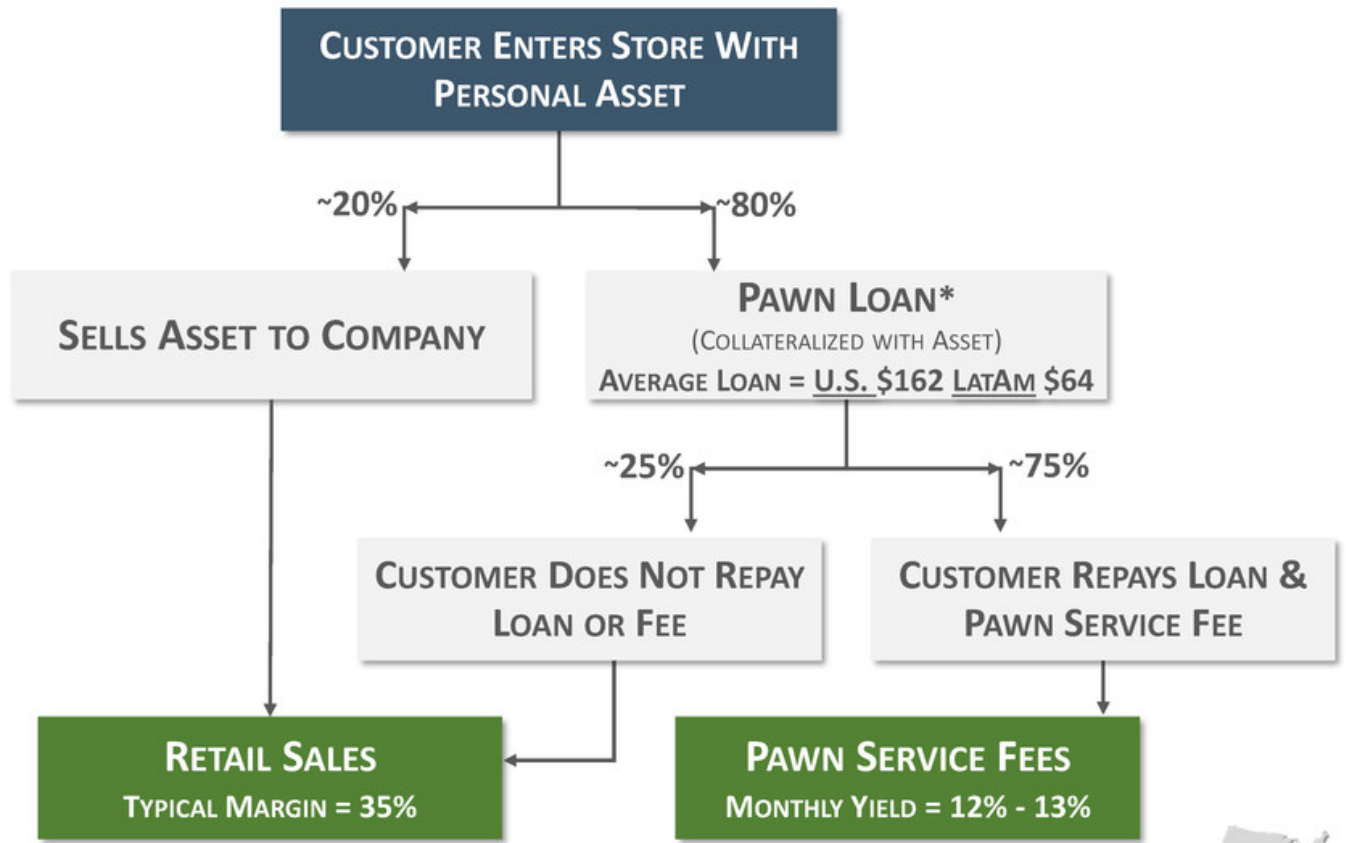 CUSTOMER ENTERS STORE WITH
PERSONAL ASSET
~20%
~80%
SELLS ASSET TO COMPANY
PAWN LOAN*
(COLLATERALIZED WITH ASSET)
AVERAGE LOAN = U.S. $162 LATAM $64
~25%
~75%
CUSTOMER DOES NOT REPAY
LOAN OR FEE
CUSTOMER REPAYS LOAN &
PAWN SERVICE FEE
RETAIL SALES
TYPICAL MARGIN = 35%
PAWN SERVICE FEES
MONTHLY YIELD = 12% - 13%